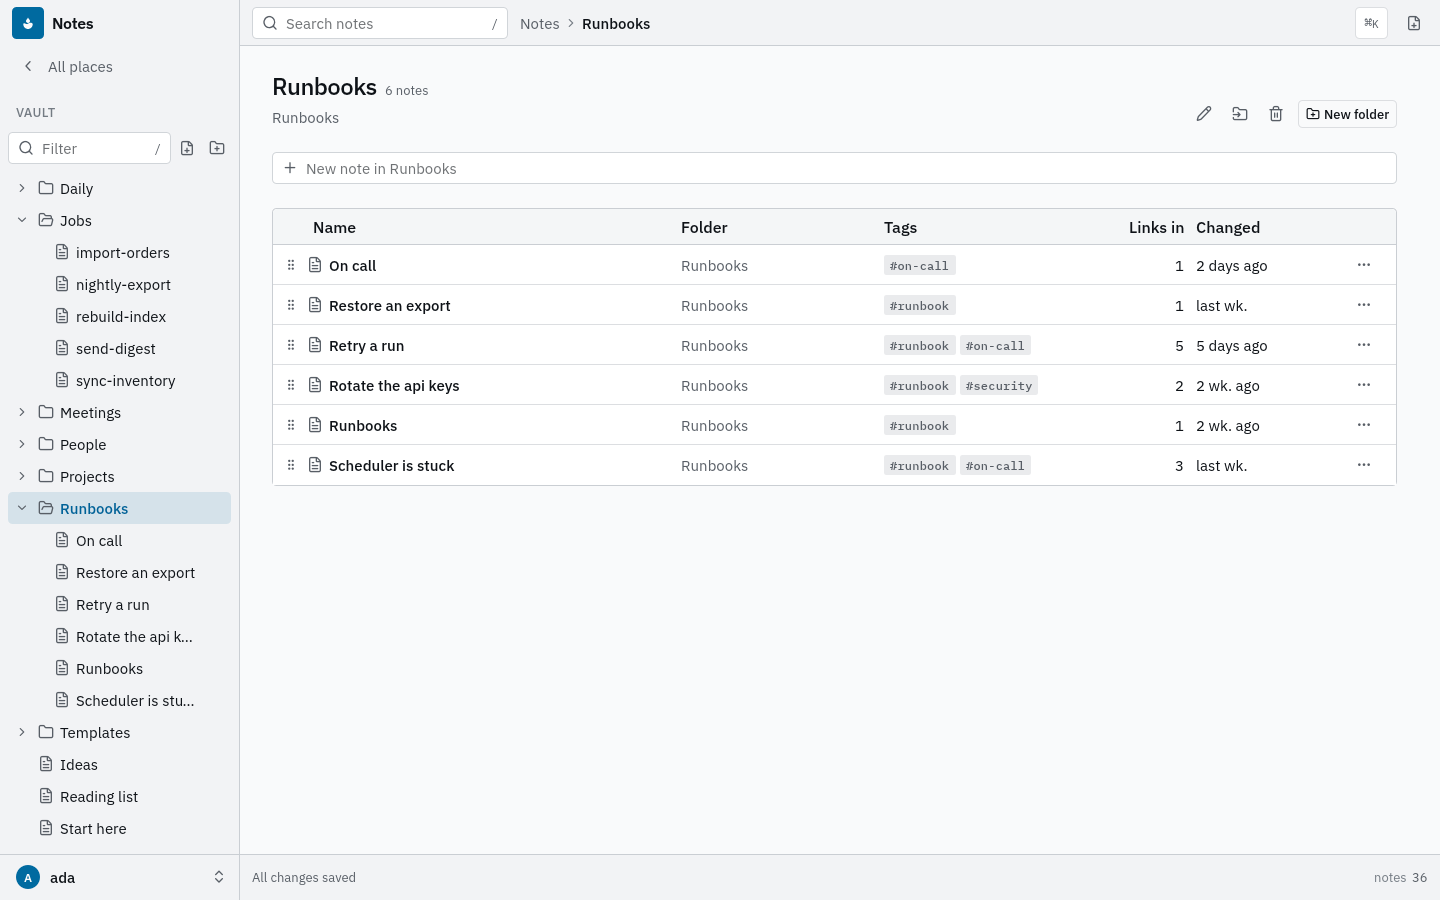 Notes
All places
VAULT
Filter /
Daily
Jobs
import-orders
nightly-export
rebuild-index
send-digest
sync-inventory
Meetings
People
Projects
Runbooks
On call
Restore an export
Retry a run
Rotate the api k...
Runbooks
Scheduler is stu...
Templates
Ideas
Reading list
Start here
A ada
Search notes /
Notes > Runbooks
⌘K
Runbooks 6 notes
Runbooks
New folder
New note in Runbooks
Name Folder Tags Links in Changed
On call Runbooks #on-call 1 2 days ago
Restore an export Runbooks #runbook 1 last wk.
Retry a run Runbooks #runbook #on-call 5 5 days ago
Rotate the api keys Runbooks #runbook #security 2 2 wk. ago
Runbooks Runbooks #runbook 1 2 wk. ago
Scheduler is stuck Runbooks #runbook #on-call 3 last wk.
All changes saved
notes 36